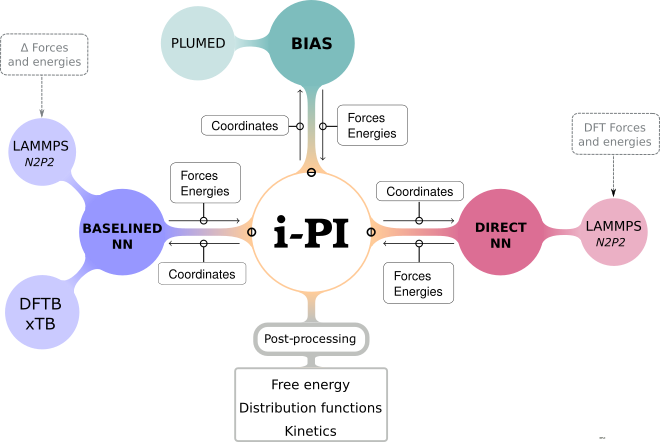 PLUMED
BIAS
Δ Forces
and energies
Coordinates
Forces
Energies
DFT Forces
and energies
LAMMPS
N2P2
Forces
Energies
Coordinates
BASELINED
NN
i-PI
DIRECT
NN
LAMMPS
N2P2
Coordinates
Forces
Energies
DFTB
xTB
Post-processing
Free energy
Distribution functions
Kinetics